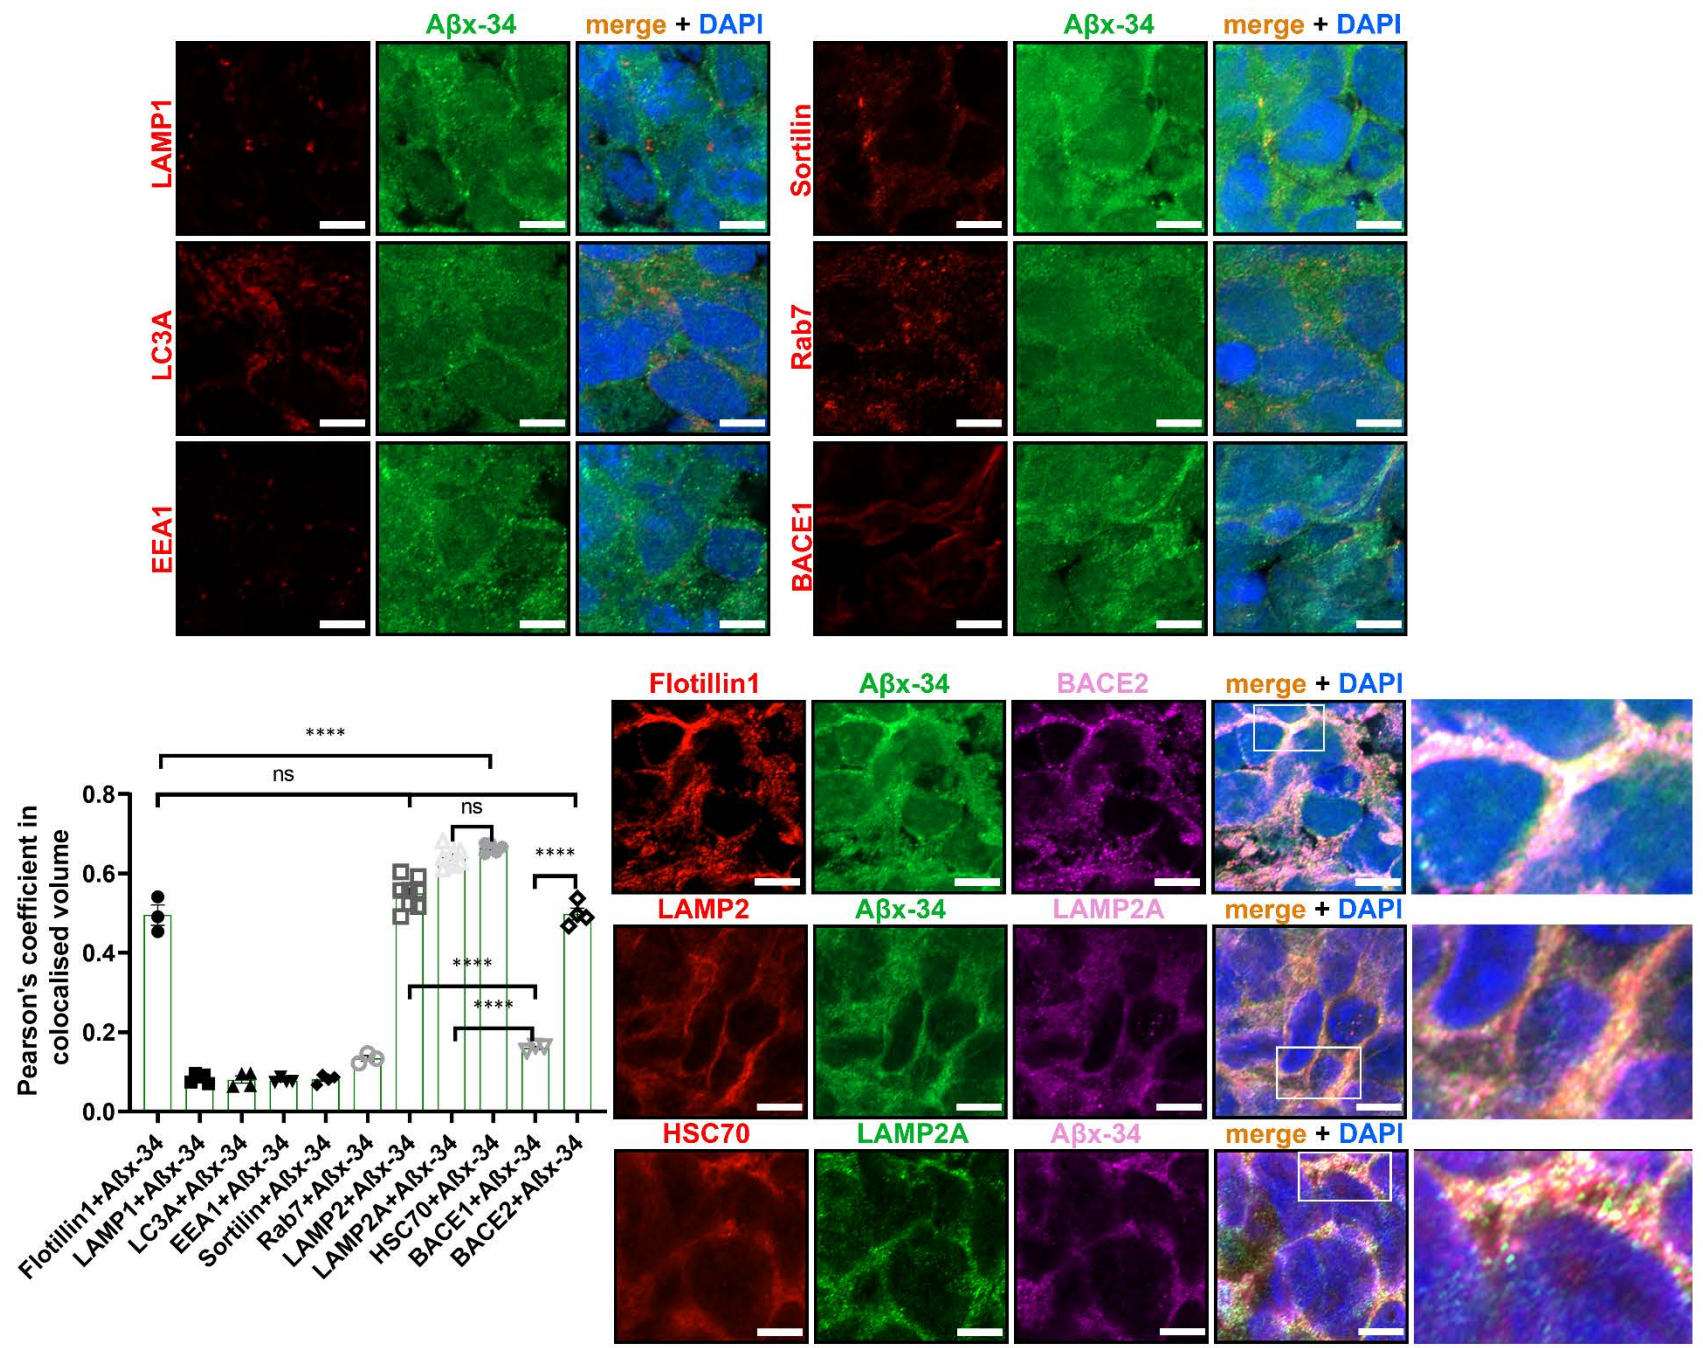 Aβx-34 merge + DAPI
Aβx-34 merge + DAPI
LAMP1
LC3A
EEA1
Sortilin
Rab7
BACE1
Pearson's coefficient in
colocalised volume
0.8
0.6
0.4
0.2
0.0
****
ns
ns
****
****
****
Flotillin1+Aβx-34
LAMP1+Aβx-34
LC3A+Aβx-34
EEA1+Aβx-34
Sortilin+Aβx-34
Rab7+Aβx-34
LAMP2+Aβx-34
LAMP2A+Aβx-34
HSC70+Aβx-34
BACE1+Aβx-34
BACE2+Aβx-34
Flotillin1 Aβx-34 BACE2 merge + DAPI
LAMP2 Aβx-34 LAMP2A merge + DAPI
HSC70 LAMP2A Aβx-34 merge + DAPI